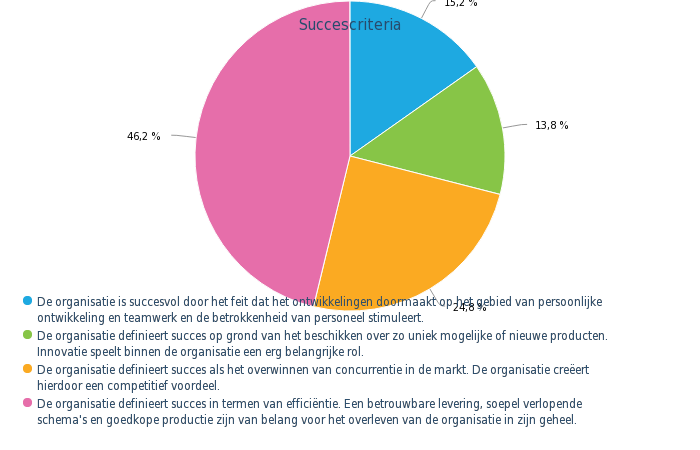 15,2 %
Succescriteria
13,8 %
46,2 %
De organisatie is succesvol door het feit dat het ontwikkelingen doormaakt op het gebied van persoonlijke
24,8 %
ontwikkeling en teamwerk en de betrokkenheid van personeel stimuleert.
De organisatie definieert succes op grond van het beschikken over zo uniek mogelijke of nieuwe producten.
Innovatie speelt binnen de organisatie een erg belangrijke rol.
De organisatie definieert succes als het overwinnen van concurrentie in de markt. De organisatie creëert
hierdoor een competitief voordeel.
De organisatie definieert succes in termen van efficiëntie. Een betrouwbare levering, soepel verlopende
schema's en goedkope productie zijn van belang voor het overleven van de organisatie in zijn geheel.